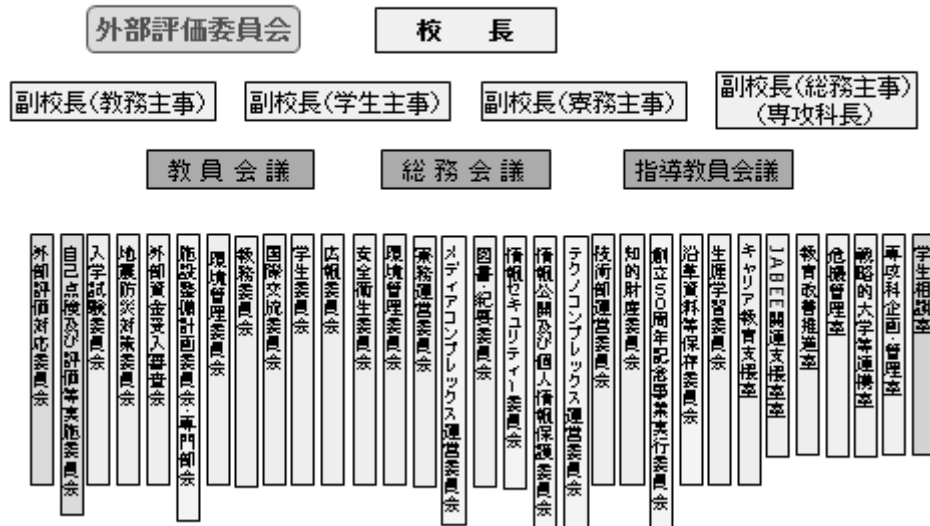 外部評価委員会
校長
副校長(教務主事)
副校長(学生主事)
副校長(寮務主事)
副校長(総務主事)
(専攻科長)
教員会議
総務会議
指導教員会議
外部評価対応委員会
自己点検及び評価等実施委員会
入学試験委員会
地震防災対策委員会
外部資金受入審査会
施設整備計画委員会・専門部会
環境管理委員会
教務委員会
国際交流委員会
学生委員会
広報委員会
安全衛生委員会
環境管理委員会
寮務運営委員会
メディアコンプレックス運営委員会
図書・紀要委員会
情報セキュリティー委員会
情報公開及び個人情報保護委員会
テクノコンプレックス運営委員会
技術部運営委員会
知的財産委員会
創立50周年記念事業実行委員会
沿革資料等保存委員会
生涯学習委員会
キャリア教育支援室
JABEE関連支援室
教育改善推進室
危機管理室
戦略的大学等連携室
専攻科企画・管理室
学生相談室